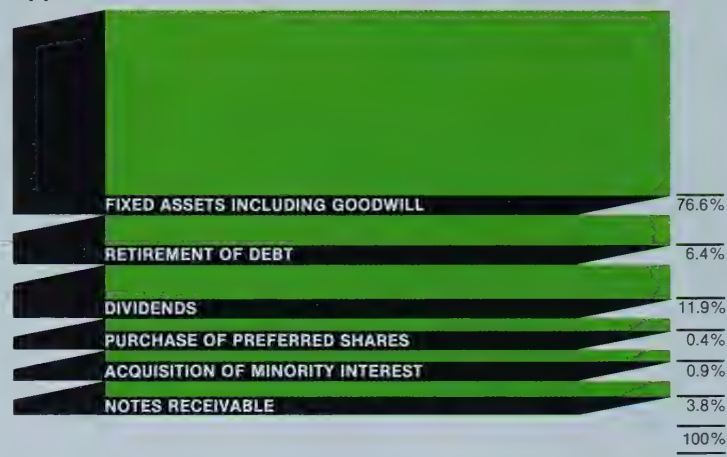 FIXED ASSETS INCLUDING GOODWILL 76.6%
RETIREMENT OF DEBT 6.4%
DIVIDENDS 11.9%
PURCHASE OF PREFERRED SHARES 0.4%
ACQUISITION OF MINORITY INTEREST 0.9%
NOTES RECEIVABLE 3.8%
100%